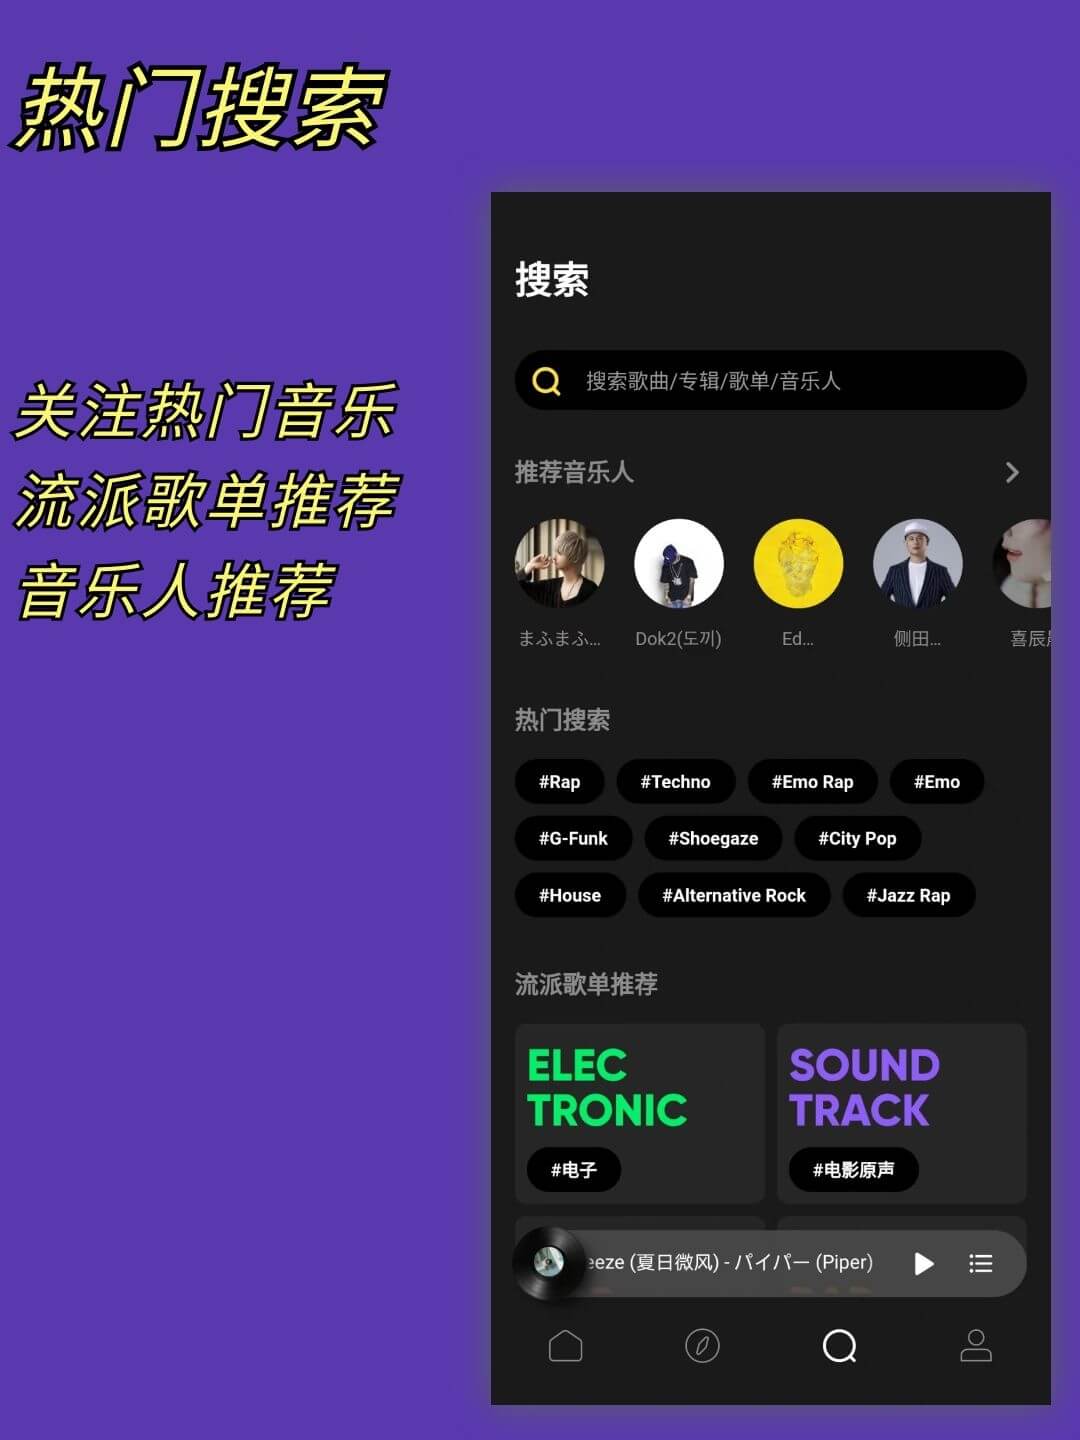 热门搜索
关注热门音乐
流派歌单推荐
音乐人推荐
搜索
搜索歌曲/专辑/歌单/音乐人
推荐音乐人
まふまふ... Dok2(도끼) Ed... 侧田... 喜辰
热门搜索
#Rap #Techno #Emo Rap #Emo
#G-Funk #Shoegaze #City Pop
#House #Alternative Rock #Jazz Rap
流派歌单推荐
ELEC
TRONIC
#电子
SOUND
TRACK
#电影原声
eeze (夏日微风) - パイパー (Piper)